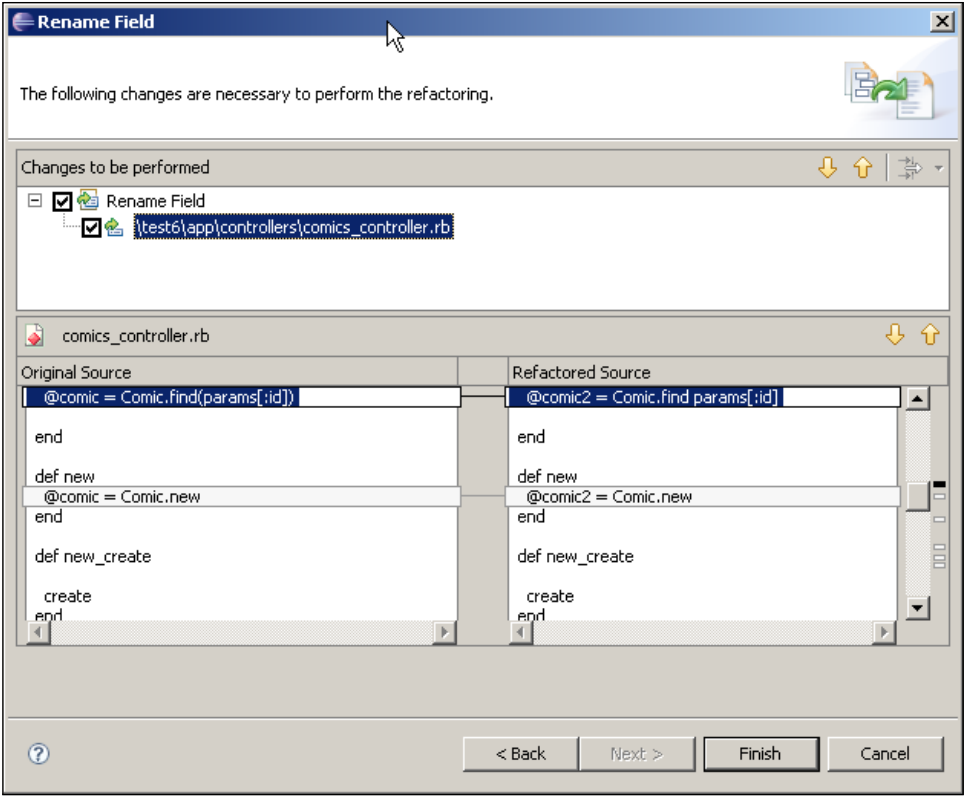 Rename Field
The following changes are necessary to perform the refactoring.
Changes to be performed
Rename Field
\test6\app\controllers\comics_controller.rb
comics_controller.rb
Original Source
Refactored Source
@comic = Comic.find(params[:id])
@comic2 = Comic.find params[:id]
end
end
def new
def new
@comic = Comic.new
@comic2 = Comic.new
end
end
def new_create
def new_create
create
create
end
end
< Back
Next >
Finish
Cancel